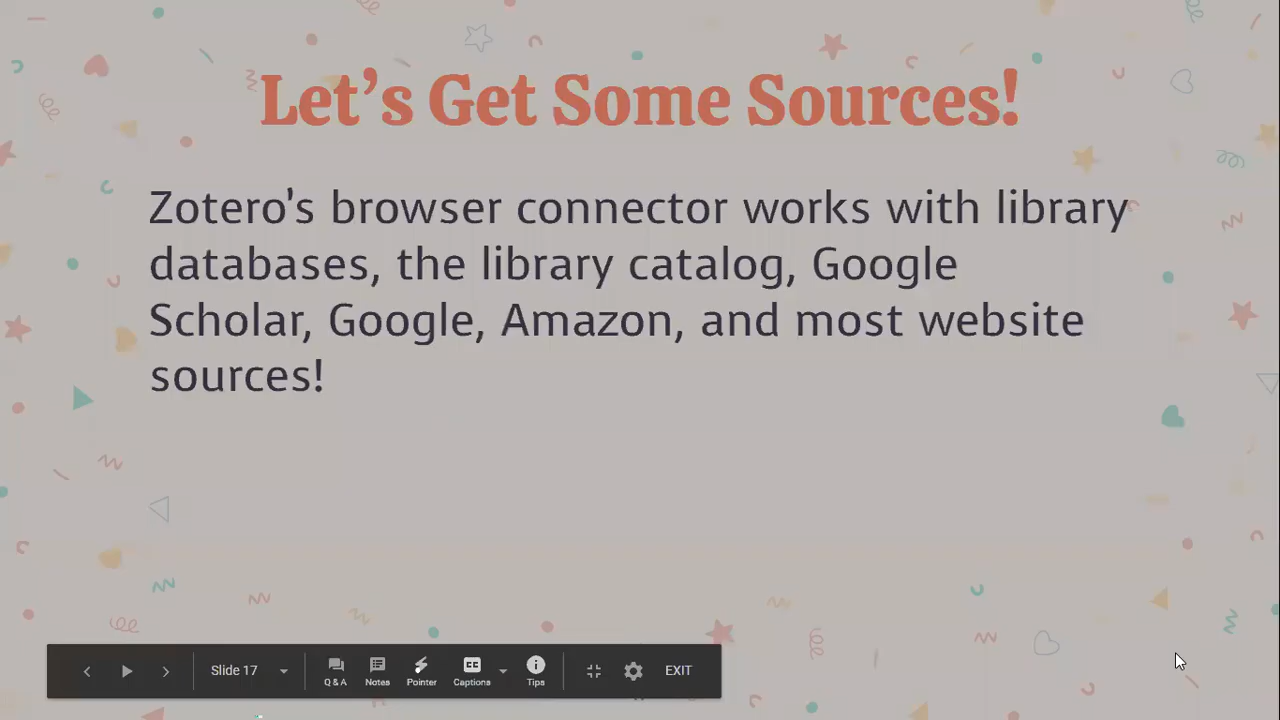 Let's Get Some Sources!
Zotero's browser connector works with library
databases, the library catalog, Google
Scholar, Google, Amazon, and most website
sources!
Slide 17
Q & A
Notes
Pointer
CC
Captions
Tips
EXIT